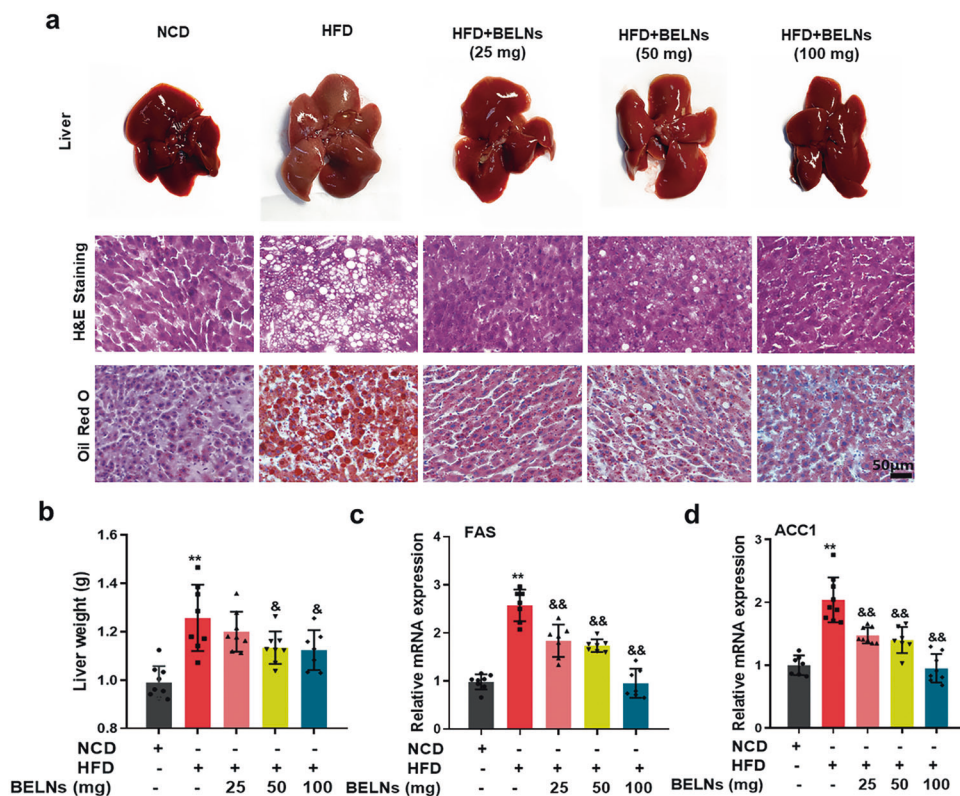 a
NCD HFD HFD+BELNs HFD+BELNs HFD+BELNs
(25 mg) (50 mg) (100 mg)
Liver
H&E Staining
Oil Red O
50μm
b
Liver weight (g)
1.6
1.4
1.2
1.0
0.8
** & &
NCD + - - - -
HFD - + + + +
BELNs (mg) - - 25 50 100
c
FAS
Relative mRNA expression
4
3
2
1
0
** && && &&
NCD + - - - -
HFD - + + + +
BELNs (mg) - - 25 50 100
d
ACC1
Relative mRNA expression
3
2
1
0
** && && &&
NCD + - - - -
HFD - + + + +
BELNs (mg) - - 25 50 100